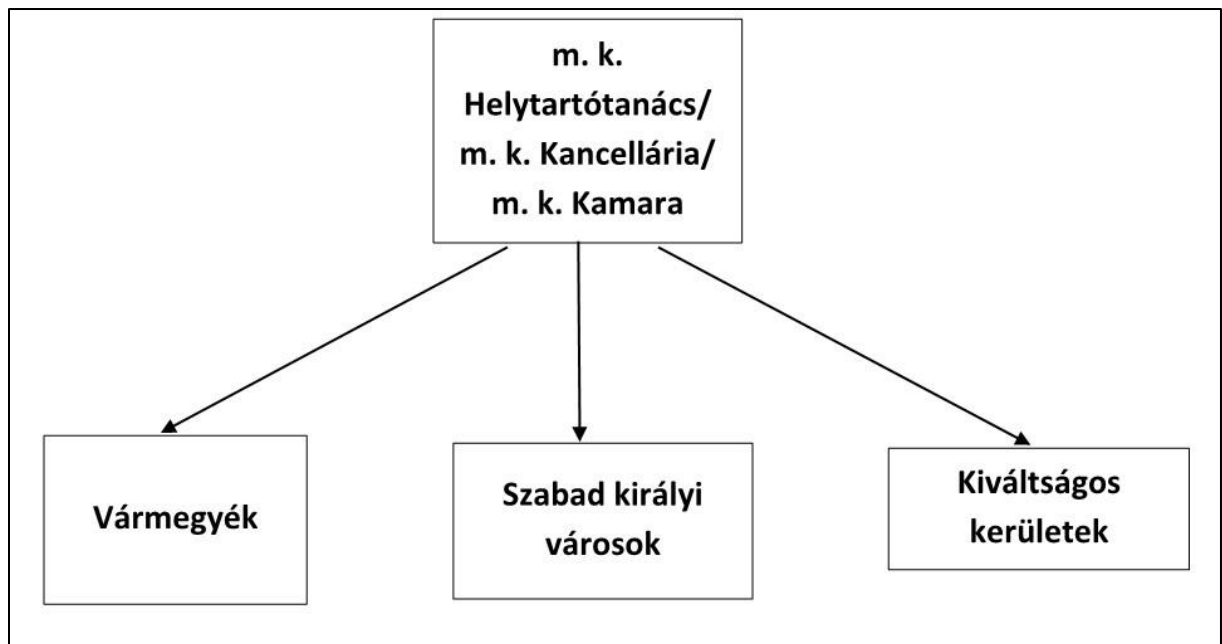 m. k.
Helytartótanács/
m. k. Kancellária/
m. k. Kamara
Vármegyék
Szabad királyi
városok
Kiváltságos
kerületek